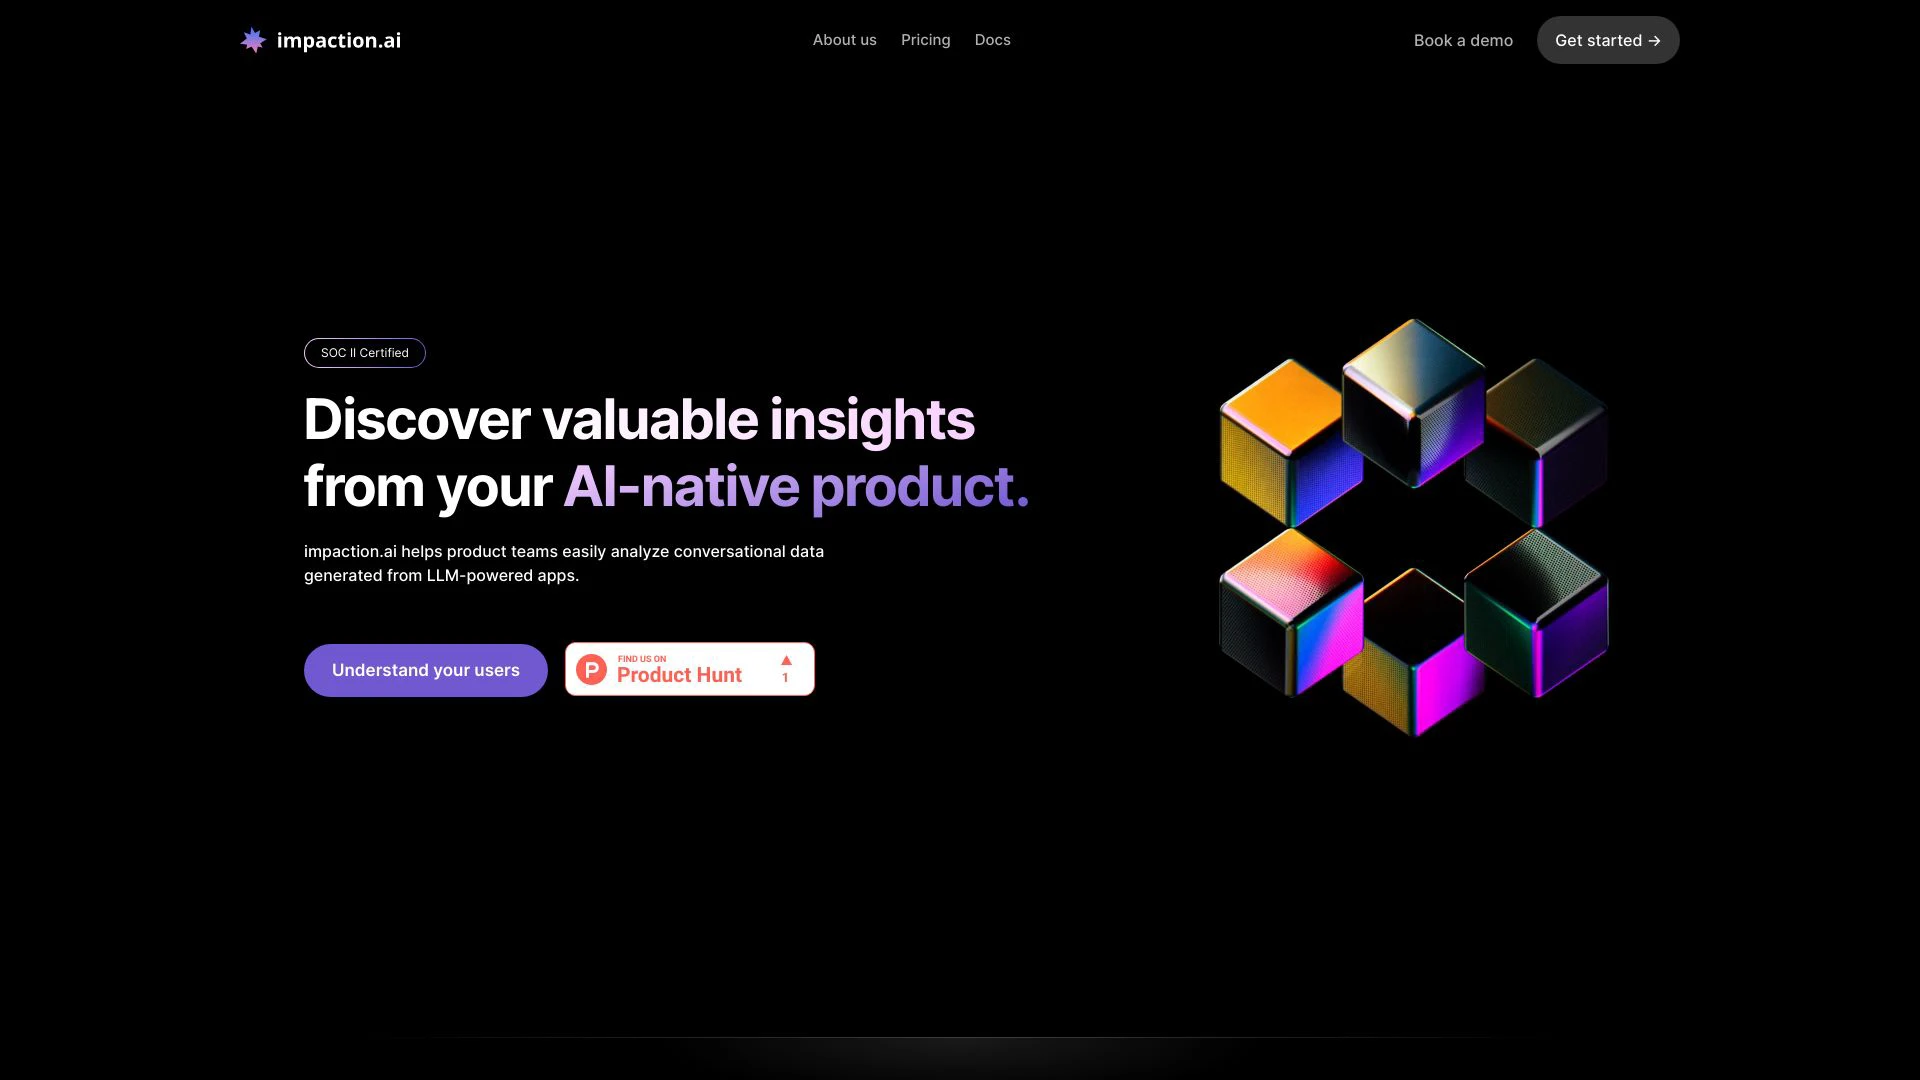 impaction.ai
About us
Pricing
Docs
Book a demo
Get started →
SOC II Certified
Discover valuable insights
from your AI-native product.
impaction.ai helps product teams easily analyze conversational data
generated from LLM-powered apps.
Understand your users
P
FIND US ON
Product Hunt
▲
1